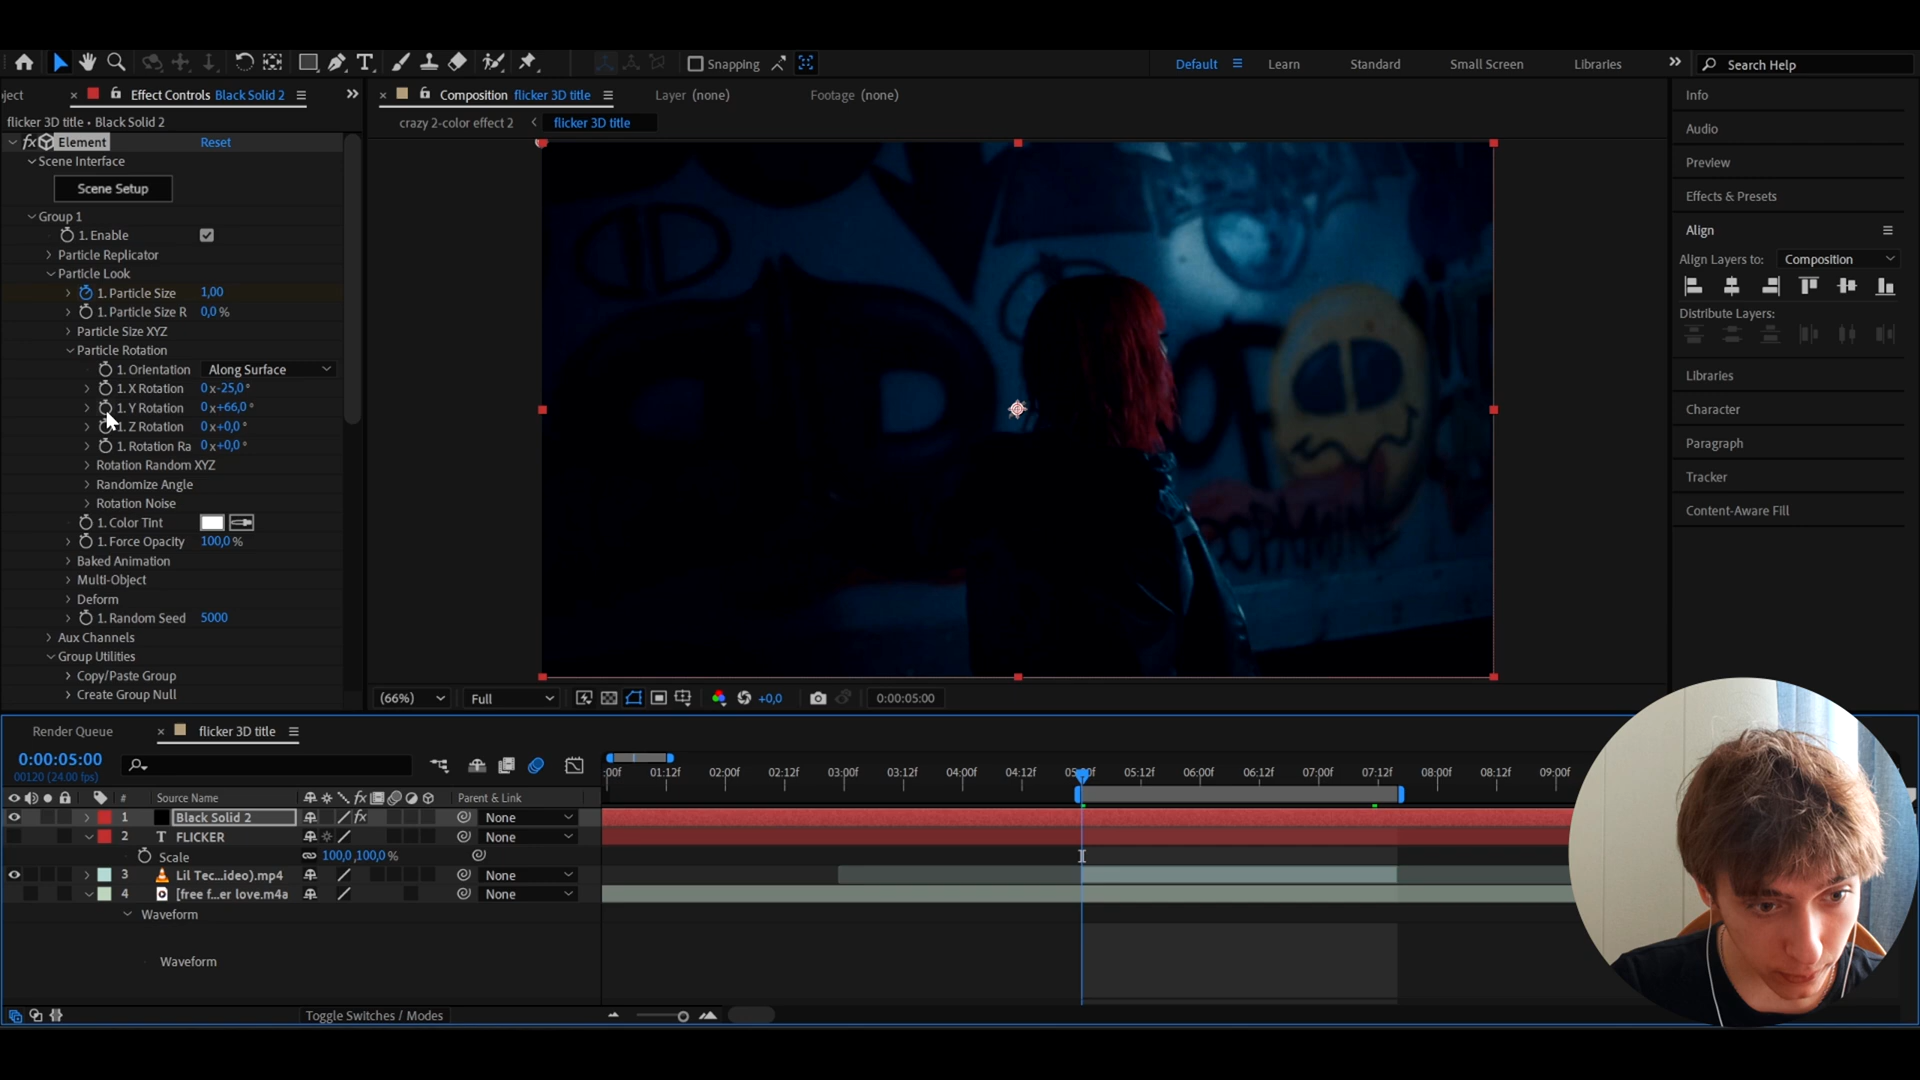 Snapping
Default
Learn
Standard
Small Screen
Libraries
Search Help
ject
Effect Controls Black Solid 2
Composition flicker 3D title
Layer (none)
Footage (none)
flicker 3D title • Black Solid 2
crazy 2-color effect 2
flicker 3D title
fx Element
Reset
Scene Interface
Scene Setup
Group 1
1. Enable
Particle Replicator
Particle Look
1. Particle Size 1,00
1. Particle Size R 0,0 %
Particle Size XYZ
Particle Rotation
1. Orientation Along Surface
1. X Rotation 0 x-25,0 °
1. Y Rotation 0 x+66,0 °
1. Z Rotation 0 x+0,0 °
1. Rotation Ra 0 x+0,0 °
Rotation Random XYZ
Randomize Angle
Rotation Noise
1. Color Tint
1. Force Opacity 100,0 %
Baked Animation
Multi-Object
Deform
1. Random Seed 5000
Aux Channels
Group Utilities
Copy/Paste Group
Create Group Null
(66%)
Full
+0,0
0:00:05:00
Info
Audio
Preview
Effects & Presets
Align
Align Layers to: Composition
Distribute Layers:
Libraries
Character
Paragraph
Tracker
Content-Aware Fill
Render Queue
flicker 3D title
0:00:05:00
00120 (24.00 fps)
:00f 01:12f 02:00f 02:12f 03:00f 03:12f 04:00f 04:12f 05:00f 05:12f 06:00f 06:12f 07:00f 07:12f 08:00f 08:12f 09:00f
# Source Name fx Parent & Link
1 Black Solid 2 fx None
2 T FLICKER None
Scale 100,0 ,100,0 %
3 Lil Tec...ideo).mp4 None
4 [free f...er love.m4a None
Waveform
Waveform
Toggle Switches / Modes